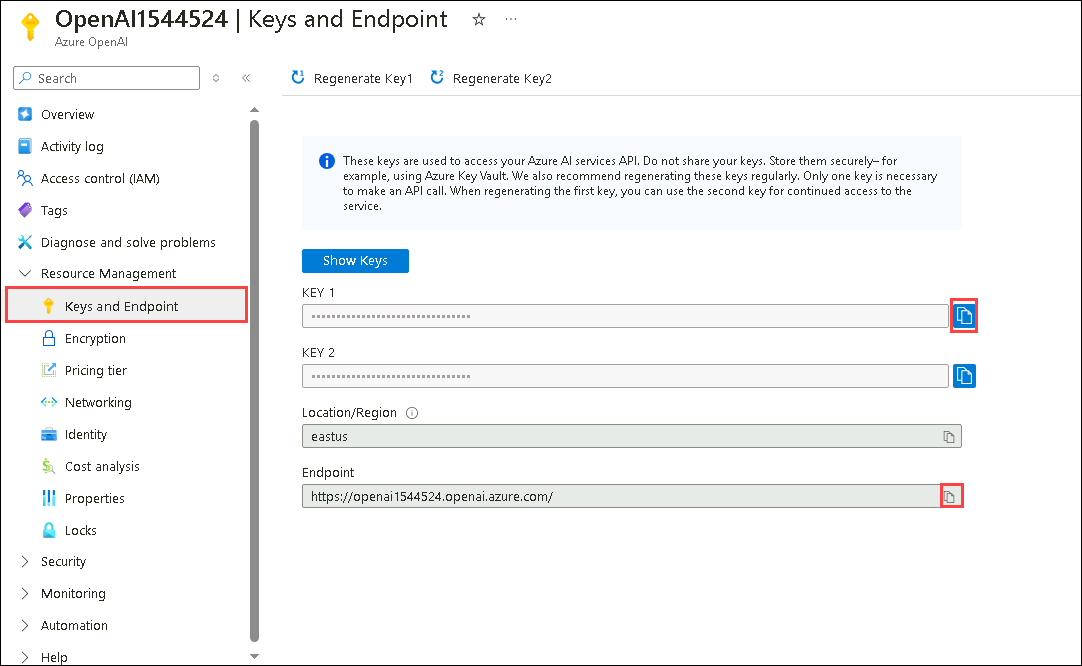 OpenAI1544524 | Keys and Endpoint
Azure OpenAI
Search
Regenerate Key1
Regenerate Key2
Overview
Activity log
Access control (IAM)
Tags
Diagnose and solve problems
Resource Management
Keys and Endpoint
Encryption
Pricing tier
Networking
Identity
Cost analysis
Properties
Locks
Security
Monitoring
Automation
Help
These keys are used to access your Azure AI services API. Do not share your keys. Store them securely– for
example, using Azure Key Vault. We also recommend regenerating these keys regularly. Only one key is necessary
to make an API call. When regenerating the first key, you can use the second key for continued access to the
service.
Show Keys
KEY 1
KEY 2
Location/Region
eastus
Endpoint
https://openai1544524.openai.azure.com/